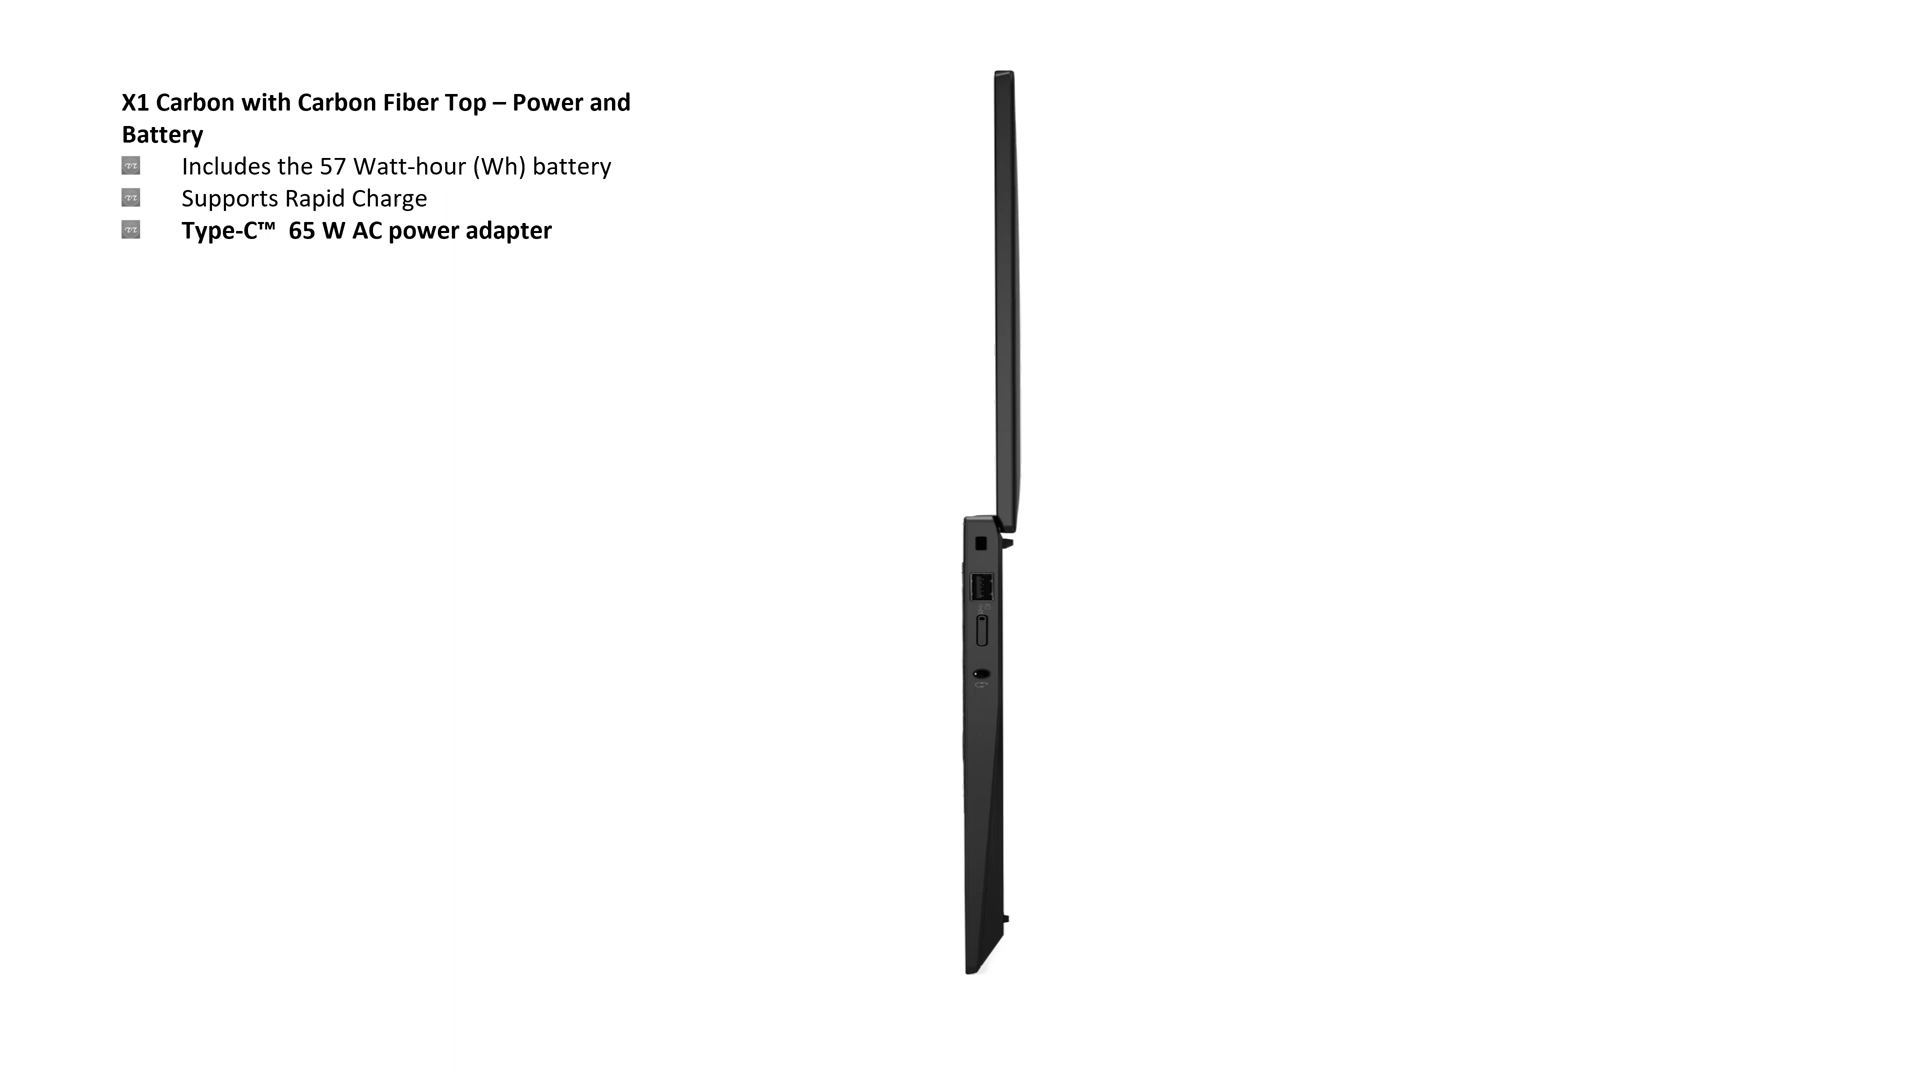 X1 Carbon with Carbon Fiber Top – Power and
Battery
Includes the 57 Watt-hour (Wh) battery
Supports Rapid Charge
Type-C™  65 W AC power adapter